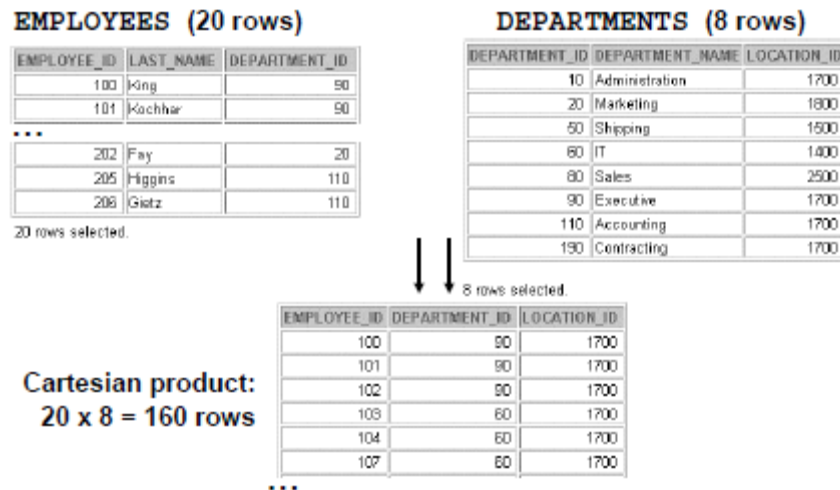 EMPLOYEES (20 rows)
EMPLOYEE_ID LAST_NAME DEPARTMENT_ID
100 King 90
101 Kochhar 90
...
202 Fay 20
205 Higgins 110
206 Gietz 110
20 rows selected.
DEPARTMENTS (8 rows)
DEPARTMENT_ID DEPARTMENT_NAME LOCATION_ID
10 Administration 1700
20 Marketing 1800
50 Shipping 1500
60 IT 1400
80 Sales 2500
90 Executive 1700
110 Accounting 1700
190 Contracting 1700
8 rows selected.
Cartesian product:
20 x 8 = 160 rows
EMPLOYEE_ID DEPARTMENT_ID LOCATION_ID
100 90 1700
101 90 1700
102 90 1700
103 60 1700
104 60 1700
107 60 1700
...